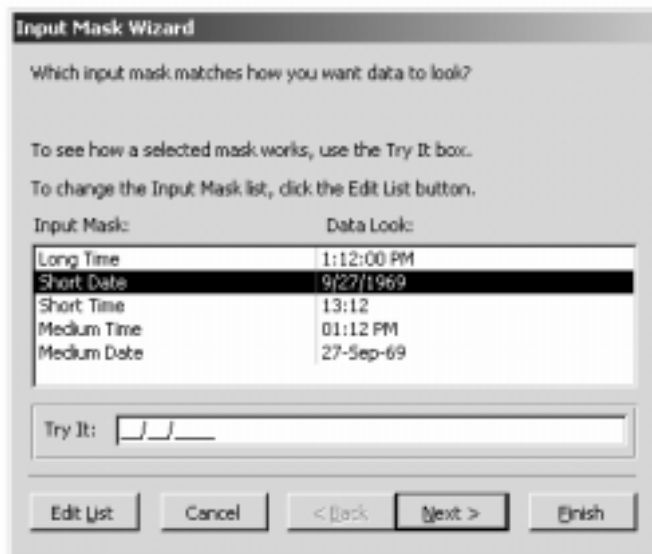 Input Mask Wizard
Which input mask matches how you want data to look?
To see how a selected mask works, use the Try It box.
To change the Input Mask list, click the Edit List button.
Input Mask: Data Look:
Long Time 1:12:00 PM
Short Date 9/27/1969
Short Time 13:12
Medium Time 01:12 PM
Medium Date 27-Sep-69
Try It: __/__/____
Edit List Cancel < Back Next > Finish